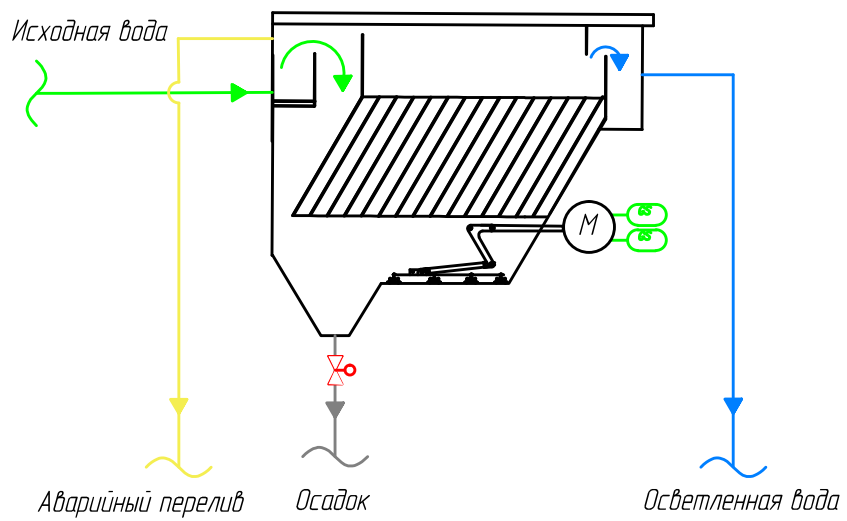 Исходная вода
М
Аварийный перелив
Осадок
Осветленная вода